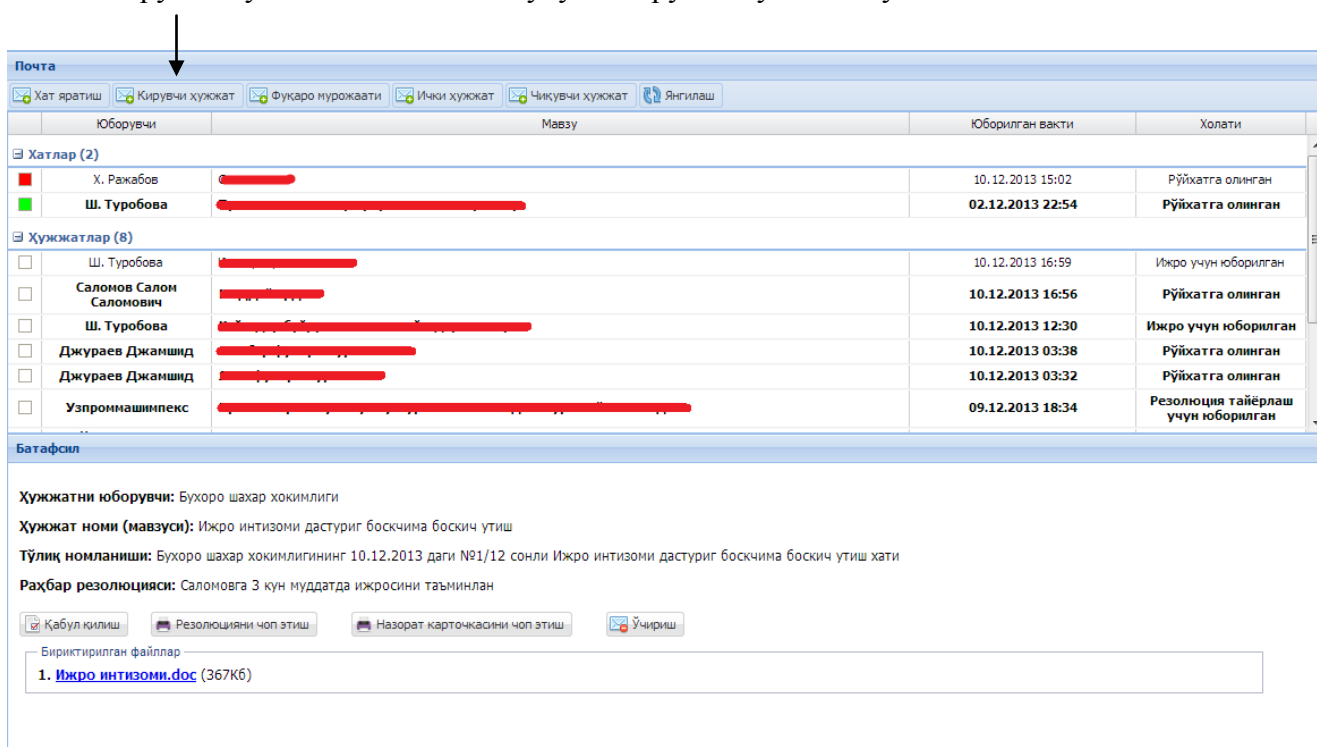 Почта
Хат яратиш Кирувчи ҳужжат Фуқаро мурожаати Ички ҳужжат Чиқувчи ҳужжат Янгилаш
Юборувчи Мавзу Юборилган вакти Холати
Хатлар (2)
Х. Ражабов 10.12.2013 15:02 Рўйхатга олинган
Ш. Туробова 02.12.2013 22:54 Рўйхатга олинган
Ҳужжатлар (8)
Ш. Туробова 10.12.2013 16:59 Ижро учун юборилган
Саломов Салом
Саломович 10.12.2013 16:56 Рўйхатга олинган
Ш. Туробова 10.12.2013 12:30 Ижро учун юборилган
Джураев Джамшид 10.12.2013 03:38 Рўйхатга олинган
Джураев Джамшид 10.12.2013 03:32 Рўйхатга олинган
Узпроммашимпекс 09.12.2013 18:34 Резолюция тайёрлаш
учун юборилган
Батафсил
Ҳужжатни юборувчи: Бухоро шахар хокимлиги
Ҳужжат номи (мавзуси): Ижро интизоми дастуриг боскчима боскич утиш
Тўлиқ номланиши: Бухоро шахар хокимлигининг 10.12.2013 даги №1/12 сонли Ижро интизоми дастуриг боскчима боскич утиш хати
Раҳбар резолюцияси: Саломовга 3 кун муддатда ижросини таъминлан
Қабул қилиш Резолюцияни чоп этиш Назорат карточкасини чоп этиш Ўчириш
Бириктирилган файллар
1. Ижро интизоми.doc (367Кб)